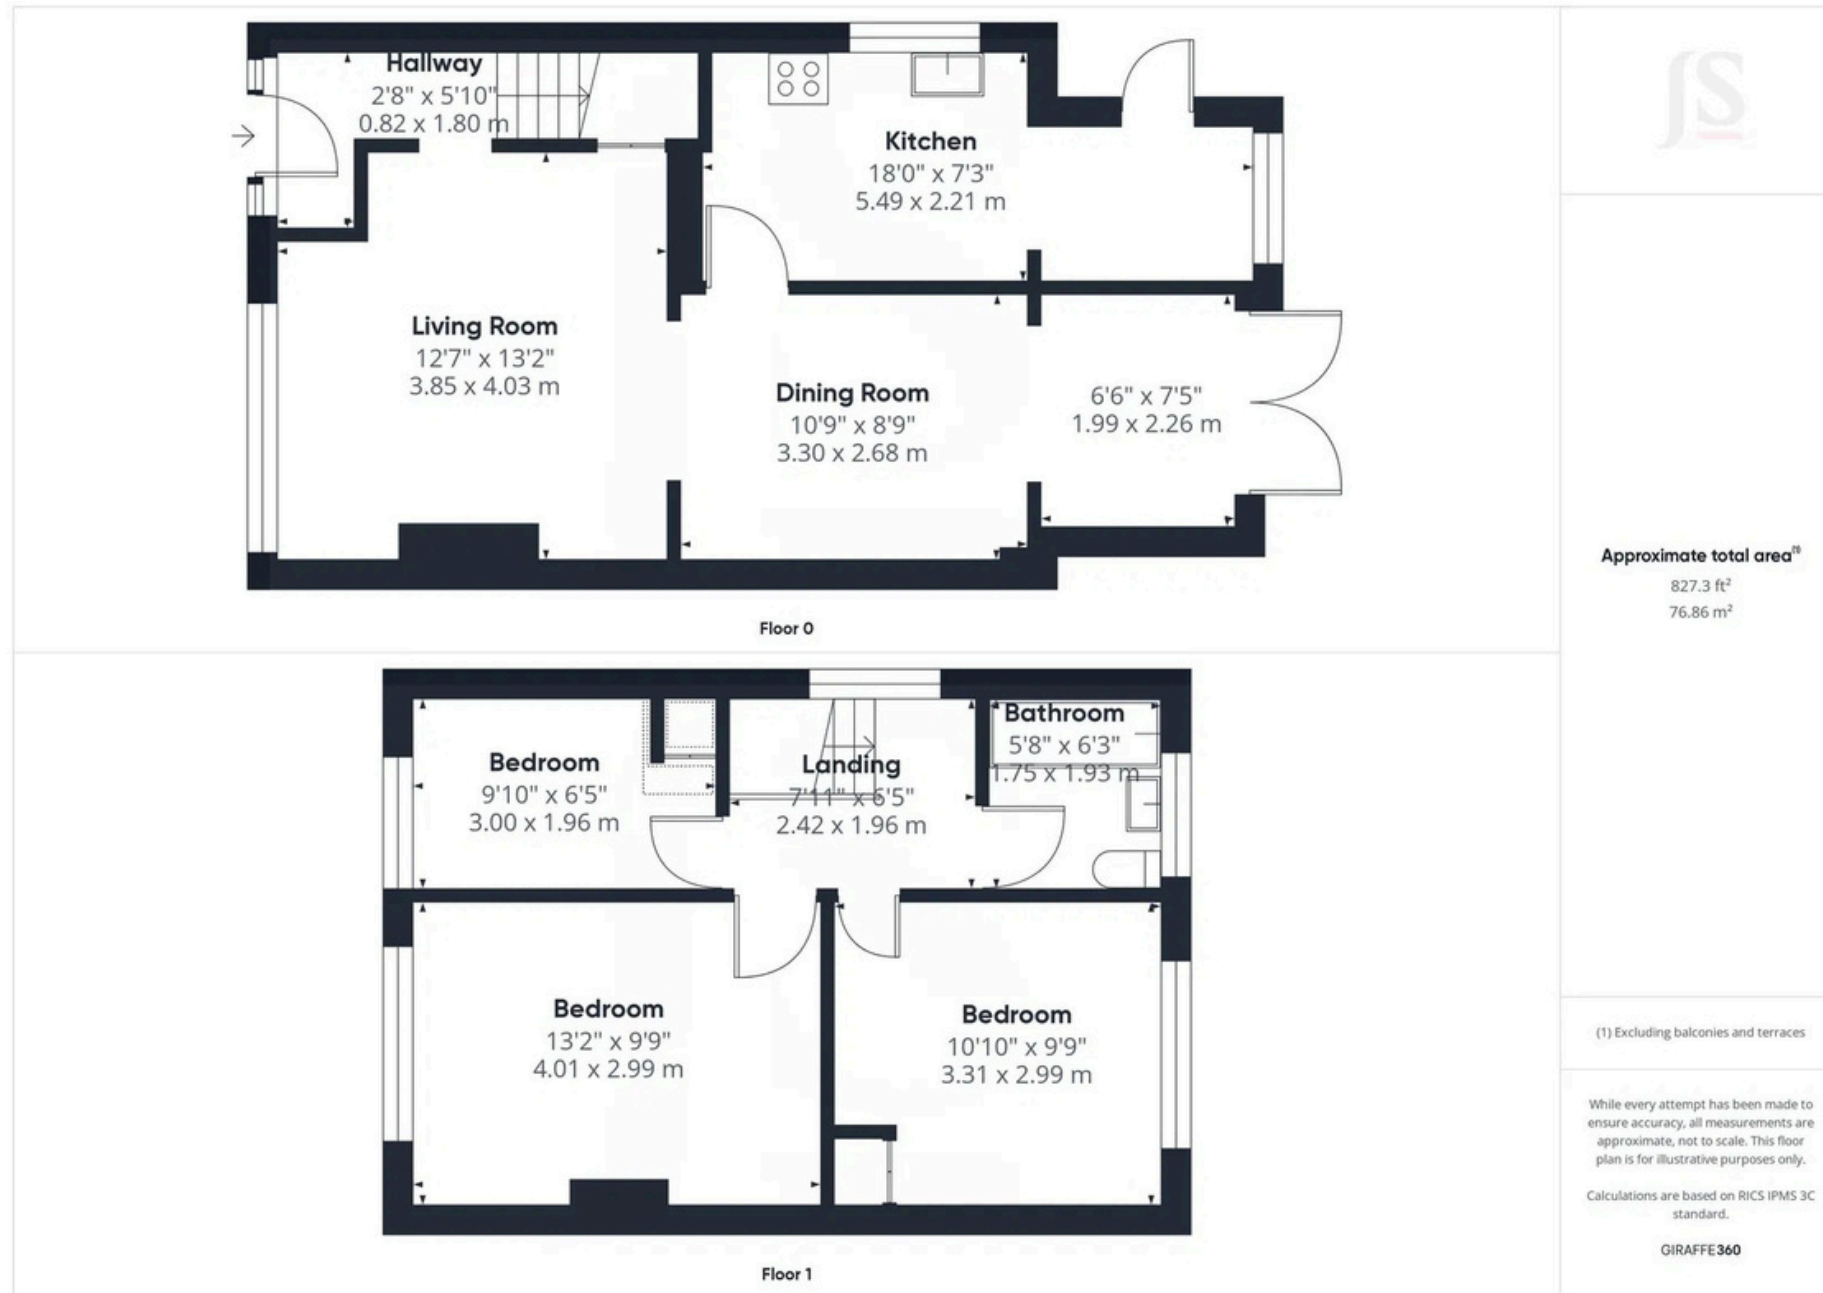 Hallway
2'8" x 5'10"
0.82 x 1.80 m
Kitchen
18'0" x 7'3"
5.49 x 2.21 m
Living Room
12'7" x 13'2"
3.85 x 4.03 m
Dining Room
10'9" x 8'9"
3.30 x 2.68 m
6'6" x 7'5"
1.99 x 2.26 m
Floor 0
Bedroom
9'10" x 6'5"
3.00 x 1.96 m
Landing
7'11" x 6'5"
2.42 x 1.96 m
Bathroom
5'8" x 6'3"
1.75 x 1.93 m
Bedroom
13'2" x 9'9"
4.01 x 2.99 m
Bedroom
10'10" x 9'9"
3.31 x 2.99 m
Floor 1
JS
Approximate total area(1)
827.3 ft²
76.86 m²
(1) Excluding balconies and terraces
While every attempt has been made to
ensure accuracy, all measurements are
approximate, not to scale. This floor
plan is for illustrative purposes only.
Calculations are based on RICS IPMS 3C
standard.
GIRAFFE360